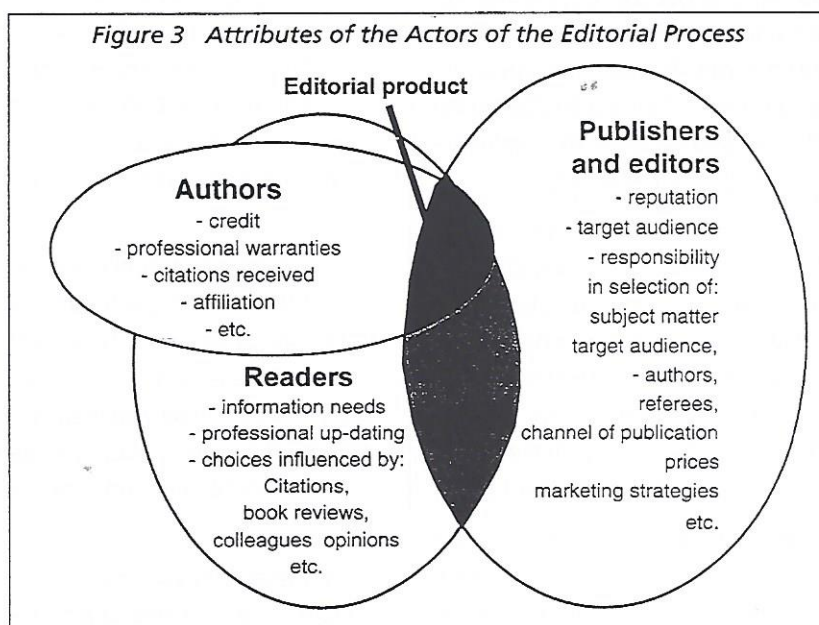 Figure 3 Attributes of the Actors of the Editorial Process
Editorial product
Authors
- credit
- professional warranties
- citations received
- affiliation
- etc.
Readers
- information needs
- professional up-dating
- choices influenced by:
Citations,
book reviews,
colleagues opinions
etc.
Publishers
and editors
- reputation
- target audience
- responsibility
in selection of:
subject matter
target audience,
- authors,
referees,
channel of publication
prices
marketing strategies
etc.